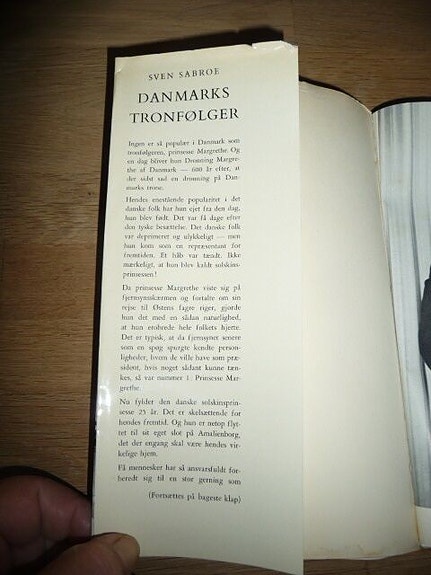 SVEN SABROE
DANMARKS
TRONFØLGER
Ingen er så populær i Danmark som
tronfølgeren, prinsesse Margrethe Og
en dag bliver hun Dronning Margre-
the af Danmark — 600 år efter, at
der sidst sad en dronning på Dan-
marks trone.
Hendes enestående popularitet i det
danske folk har hun ejet fra den dag,
hun blev født. Det var få dage efter
den tyske besættelse. Det danske folk
var deprimeret og ulykkeligt — men
hun kom som en repræsentant for
fremtiden. Et håb var tændt. Ikke
mærkeligt, at hun blev kaldt solskins-
prinsessen!
Da prinsesse Margrethe viste sig på
fjernsynsskærmen og fortalte om sin
rejse til Østens fagre riger, gjorde
hun det med en sådan naturlighed,
at hun erobrede hele folkets hjerte.
Det er typisk, at da fjernsynet senere
som en spøg spurgte kendte person-
ligheder, hvem de ville have som præ-
sident, hvis noget sådant kunne tæn-
kes, så var nummer 1. Prinsesse Mar-
grethe.
Nu fylder den danske solskinsprin-
sesse 25 år. Det er skelsættende for
hendes fremtid. Og hun er netop flyt-
tet til sit eget slot på Amalienborg,
det der engang skal være hendes vir-
kelige hjem.
Få mennesker har så ansvarsfuldt for-
beredt sig til en stor gerning som
(Fortsættes på bageste klap)